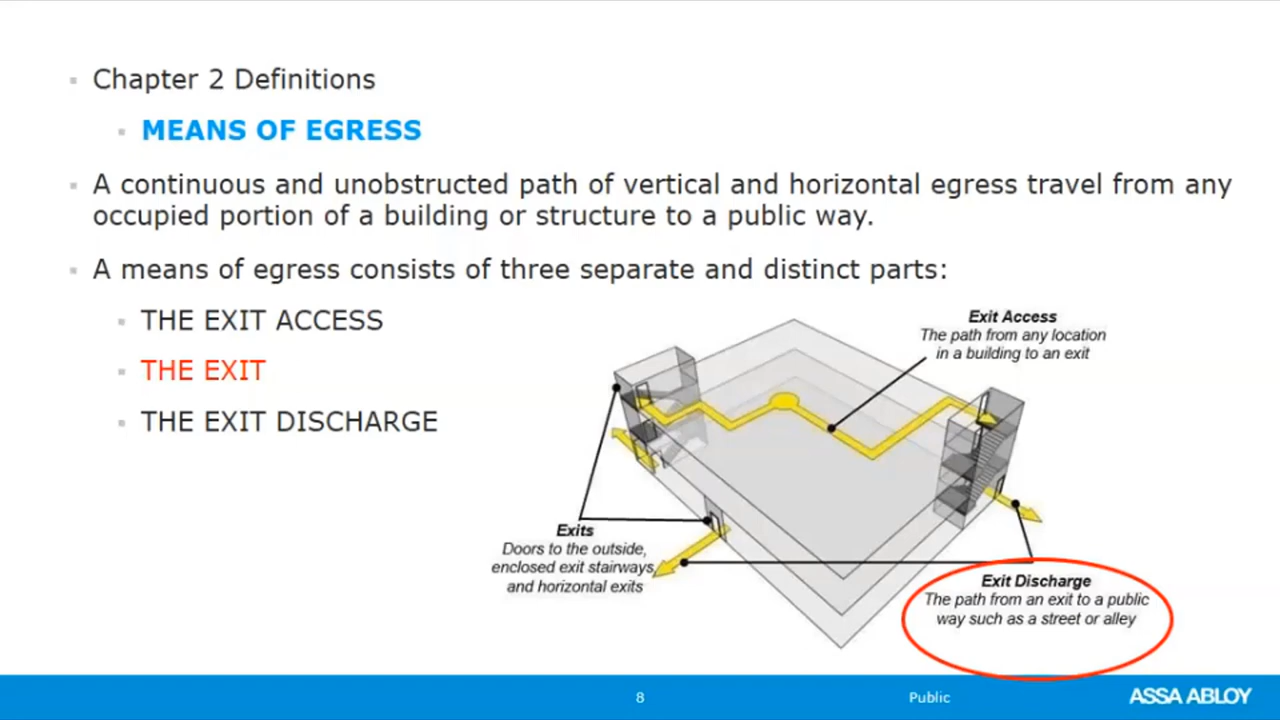 Chapter 2 Definitions
MEANS OF EGRESS
A continuous and unobstructed path of vertical and horizontal egress travel from any
occupied portion of a building or structure to a public way.
A means of egress consists of three separate and distinct parts:
THE EXIT ACCESS
THE EXIT
THE EXIT DISCHARGE
Exit Access
The path from any location
in a building to an exit
Exits
Doors to the outside,
enclosed exit stairways,
and horizontal exits
Exit Discharge
The path from an exit to a public
way such as a street or alley
8
Public
ASSA ABLOY